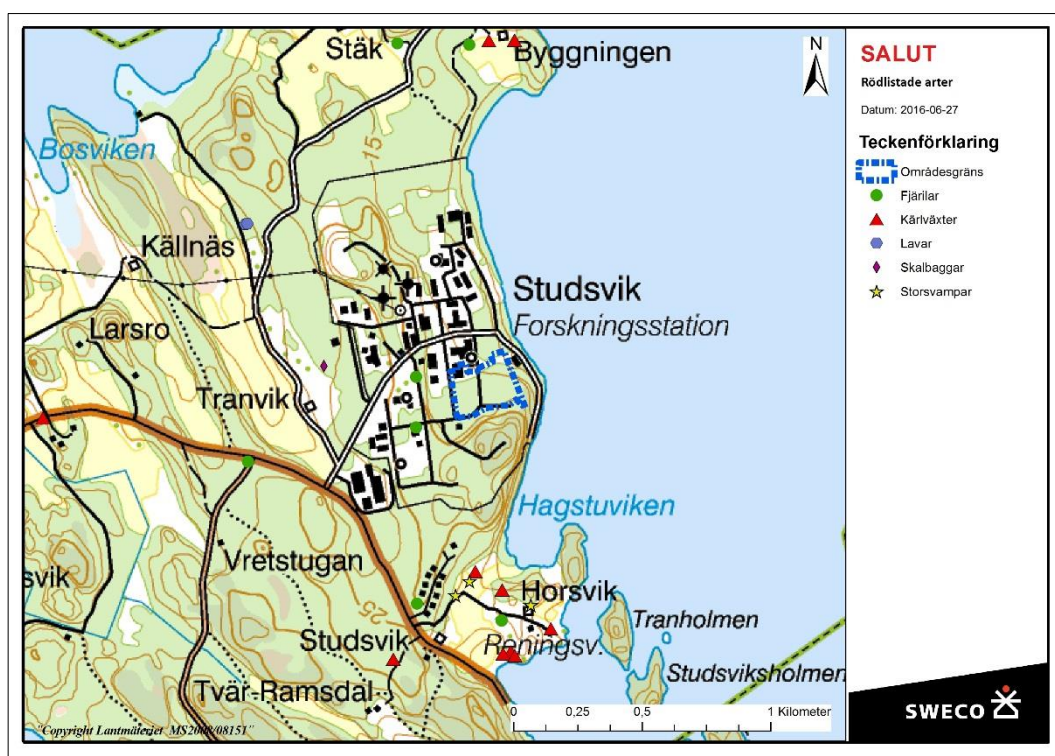 Stäk
Byggningen
N
Bosviken
15
Källnäs
Studsvik
Forskningsstation
Larsro
Tranvik
Hagstuviken
svik
Vretstugan
Horsvik
25
Studsvik
Reningsv.
Tranholmen
Studsviksholmen
Tvär-Ramsdal
0 0,25 0,5 1 Kilometer
"Copyright Lantmäteriet MS2008/08151"
SALUT
Rödlistade arter
Datum: 2016-06-27
Teckenförklaring
Områdesgräns
Fjärilar
Kärlväxter
Lavar
Skalbaggar
Storsvampar
SWECO